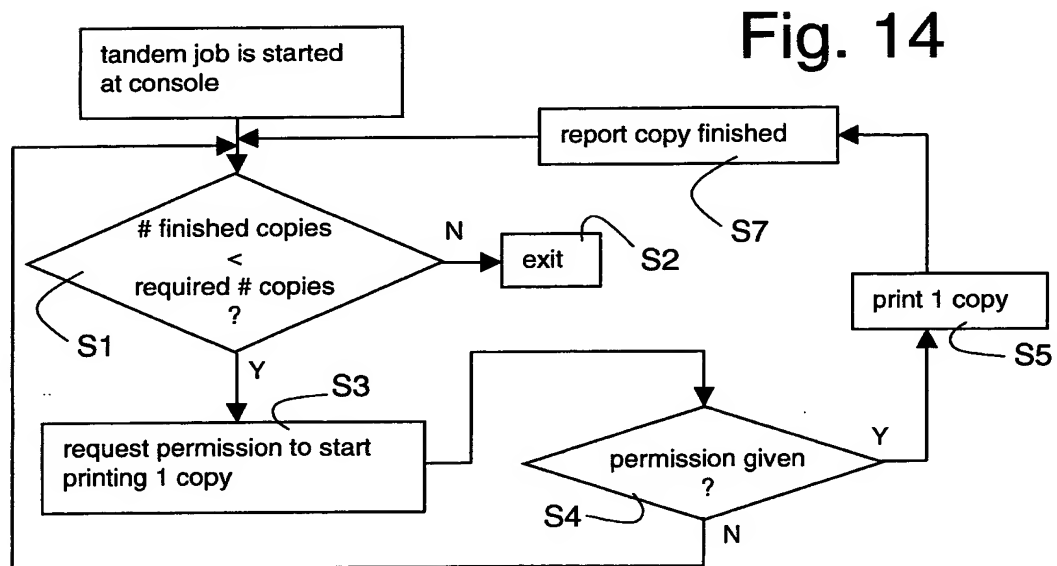 Fig. 14
tandem job is started
at console
report copy finished
S7
# finished copies
<
required # copies
?
S1
N
exit
S2
print 1 copy
S5
Y
S3
request permission to start
printing 1 copy
permission given
?
S4
Y
N